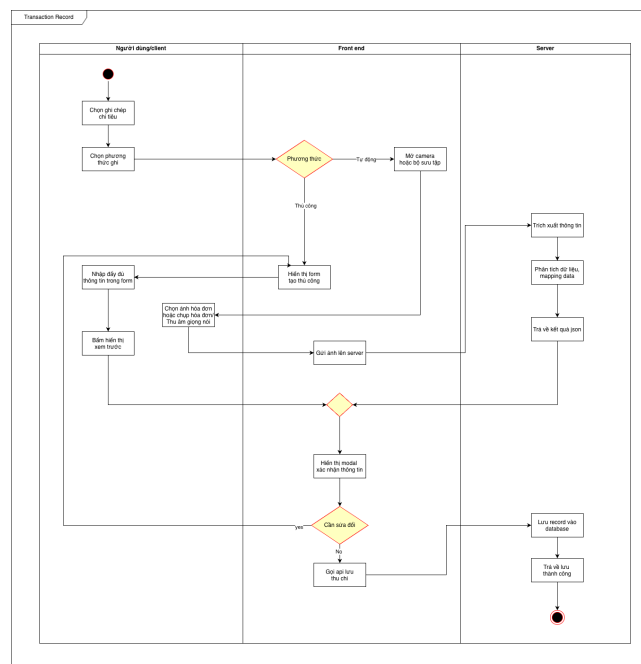 Transaction Record
Người dùng/client
Front end
Server
Chọn ghi chép
chi tiêu
Chọn phương
thức ghi
Phương thức
Tự động
Mở camera
hoặc bộ sưu tập
Thủ công
Trích xuất thông tin
Nhập đầy đủ
thông tin trong form
Hiển thị form
tạo thủ công
Phân tích dữ liệu,
mapping data
Chọn ảnh hóa đơn
hoặc chụp hóa đơn/
Thu âm giọng nói
Bấm hiển thị
xem trước
Gửi ảnh lên server
Trả về kết quả json
Hiển thị modal
xác nhận thông tin
Cần sửa đổi
yes
No
Lưu record vào
database
Gọi api lưu
thu chi
Trả về lưu
thành công